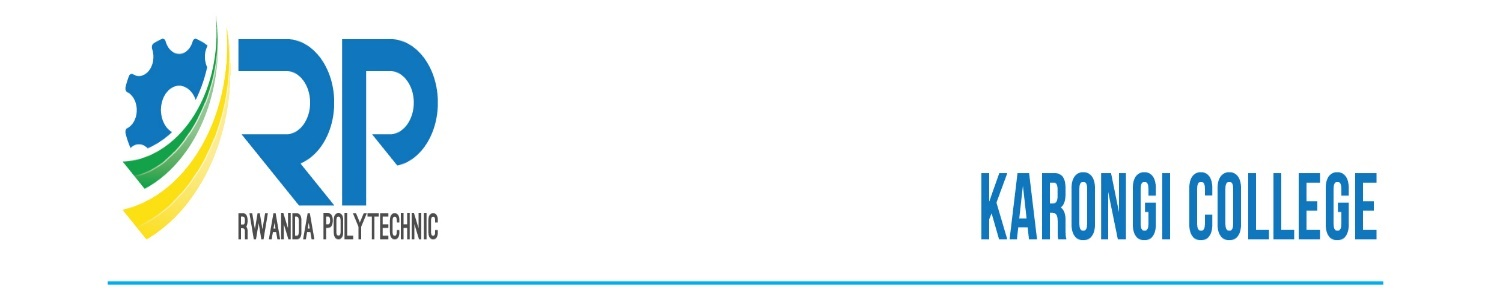 RP
RWANDA POLYTECHNIC
KARONGI COLLEGE